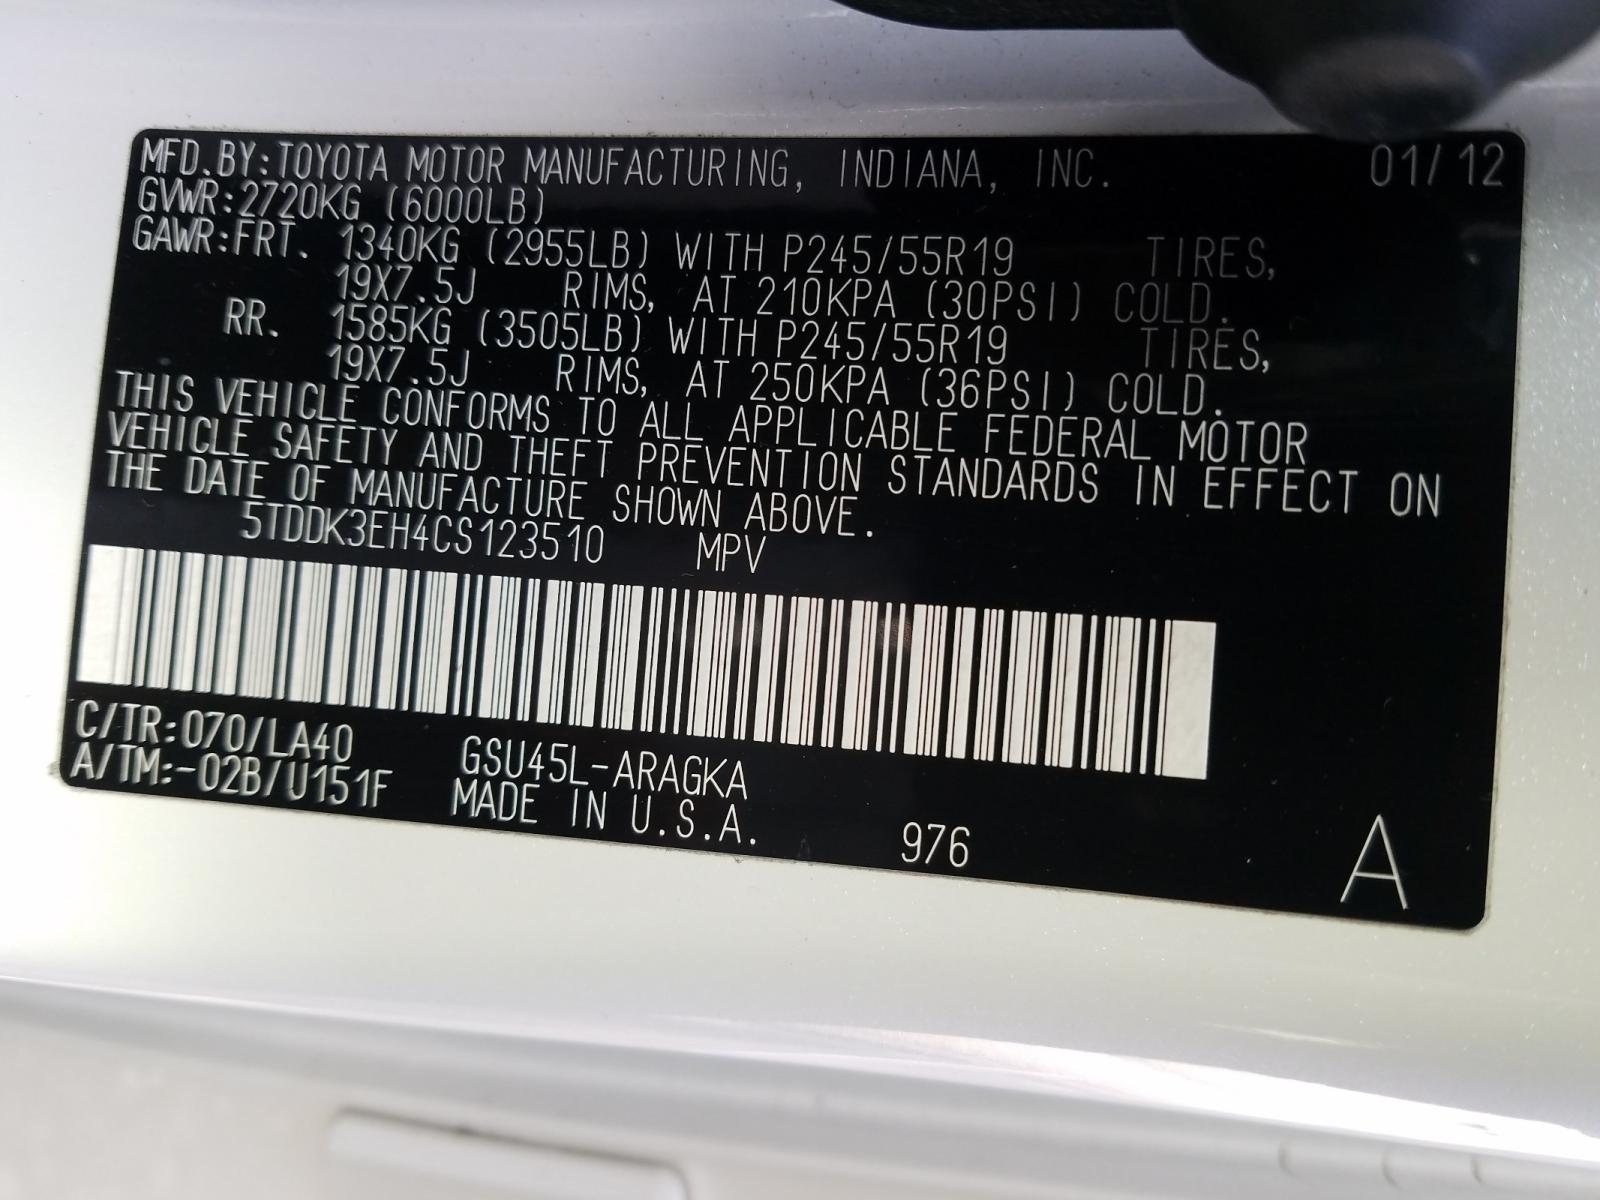 MFD.BY:TOYOTA MOTOR MANUFACTURING, INDIANA, INC. 01/12
GVWR:2720KG (6000LB)
GAWR:FRT. 1340KG (2955LB) WITH P245/55R19 TIRES,
19X7.5J RIMS, AT 210KPA (30PSI) COLD.
RR. 1585KG (3505LB) WITH P245/55R19 TIRES,
19X7.5J RIMS, AT 250KPA (36PSI) COLD.
THIS VEHICLE CONFORMS TO ALL APPLICABLE FEDERAL MOTOR
VEHICLE SAFETY AND THEFT PREVENTION STANDARDS IN EFFECT ON
THE DATE OF MANUFACTURE SHOWN ABOVE.
5TDDK3EH4CS123510 MPV
C/TR:070/LA40 GSU45L-ARAGKA
A/TM:-02B/U151F MADE IN U.S.A. 976 A